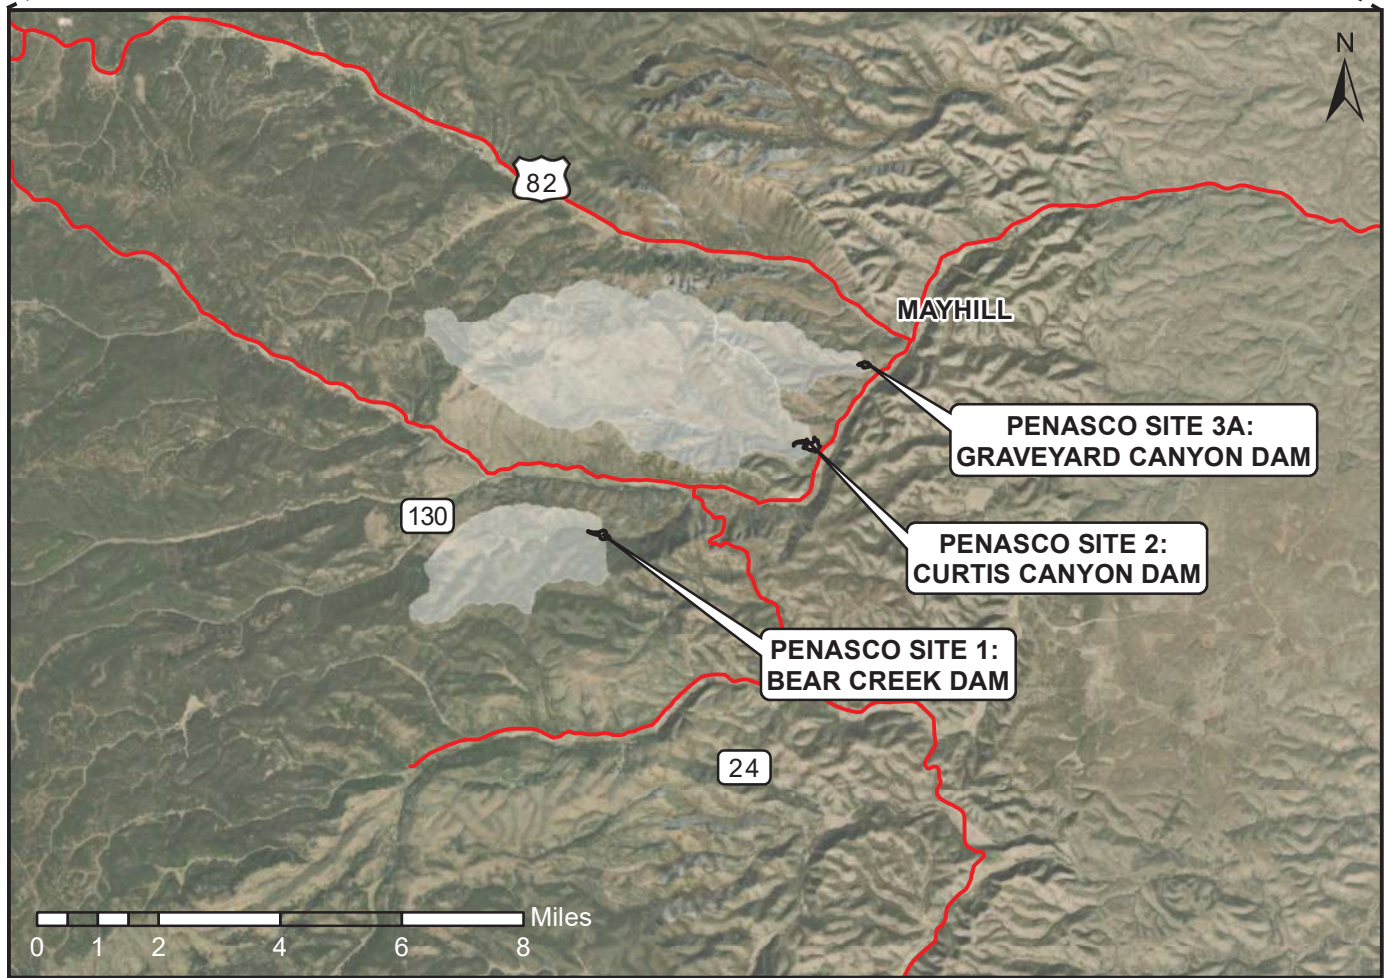 N
82
MAYHILL
PENASCO SITE 3A:
GRAVEYARD CANYON DAM
130
PENASCO SITE 2:
CURTIS CANYON DAM
PENASCO SITE 1:
BEAR CREEK DAM
24
Miles
0 1 2 4 6 8